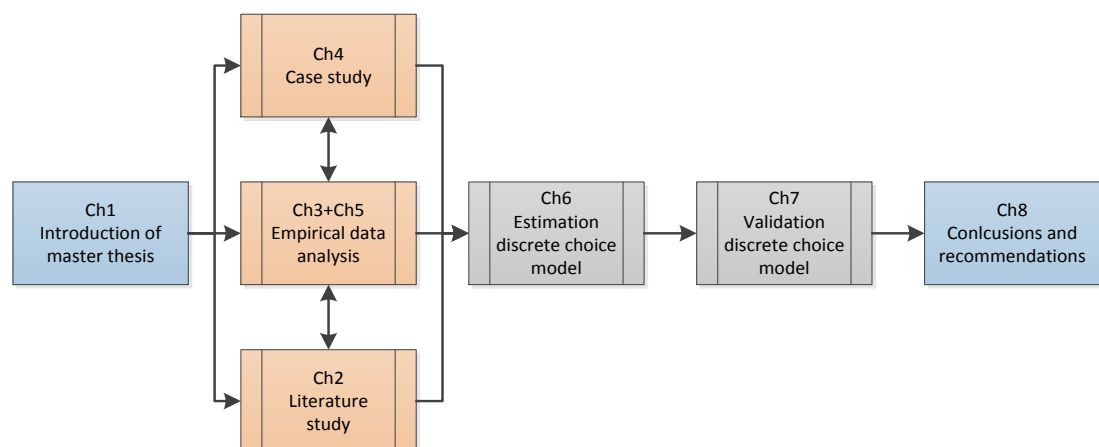 Ch4
Case study
Ch1
Introduction of
master thesis
Ch3+Ch5
Empirical data
analysis
Ch6
Estimation
discrete choice
model
Ch7
Validation
discrete choice
model
Ch8
Conlcusions and
recommendations
Ch2
Literature
study